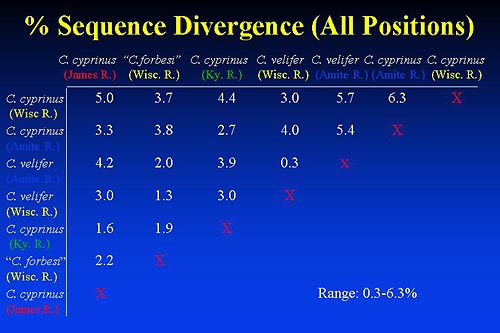 % Sequence Divergence (All Positions)
C. cyprinus “C.forbesi” C. cyprinus C. velifer C. velifer C. cyprinus C. cyprinus
(James R.) (Wisc. R.) (Ky. R.) (Wisc. R.) (Amite R.) (Amite R.) (Wisc. R.)
C. cyprinus 5.0 3.7 4.4 3.0 5.7 6.3 X
(Wisc R.)
C. cyprinus 3.3 3.8 2.7 4.0 5.4 X
(Amite R.)
C. velifer 4.2 2.0 3.9 0.3 X
(Amite R.)
C. velifer 3.0 1.3 3.0 X
(Wisc. R.)
C. cyprinus 1.6 1.9 X
(Ky. R.)
“C. forbesi” 2.2 X
(Wisc. R.)
C. cyprinus X Range: 0.3-6.3%
(James R.)